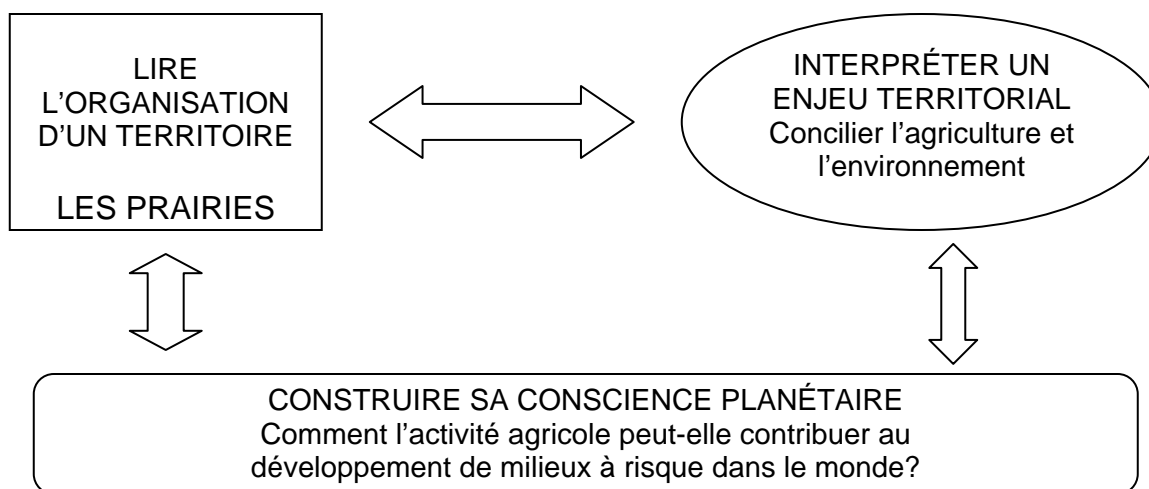 LIRE
L’ORGANISATION
D’UN TERRITOIRE
LES PRAIRIES
INTERPRÉTER UN
ENJEU TERRITORIAL
Concilier l’agriculture et
l’environnement
CONSTRUIRE SA CONSCIENCE PLANÉTAIRE
Comment l’activité agricole peut-elle contribuer au
développement de milieux à risque dans le monde?